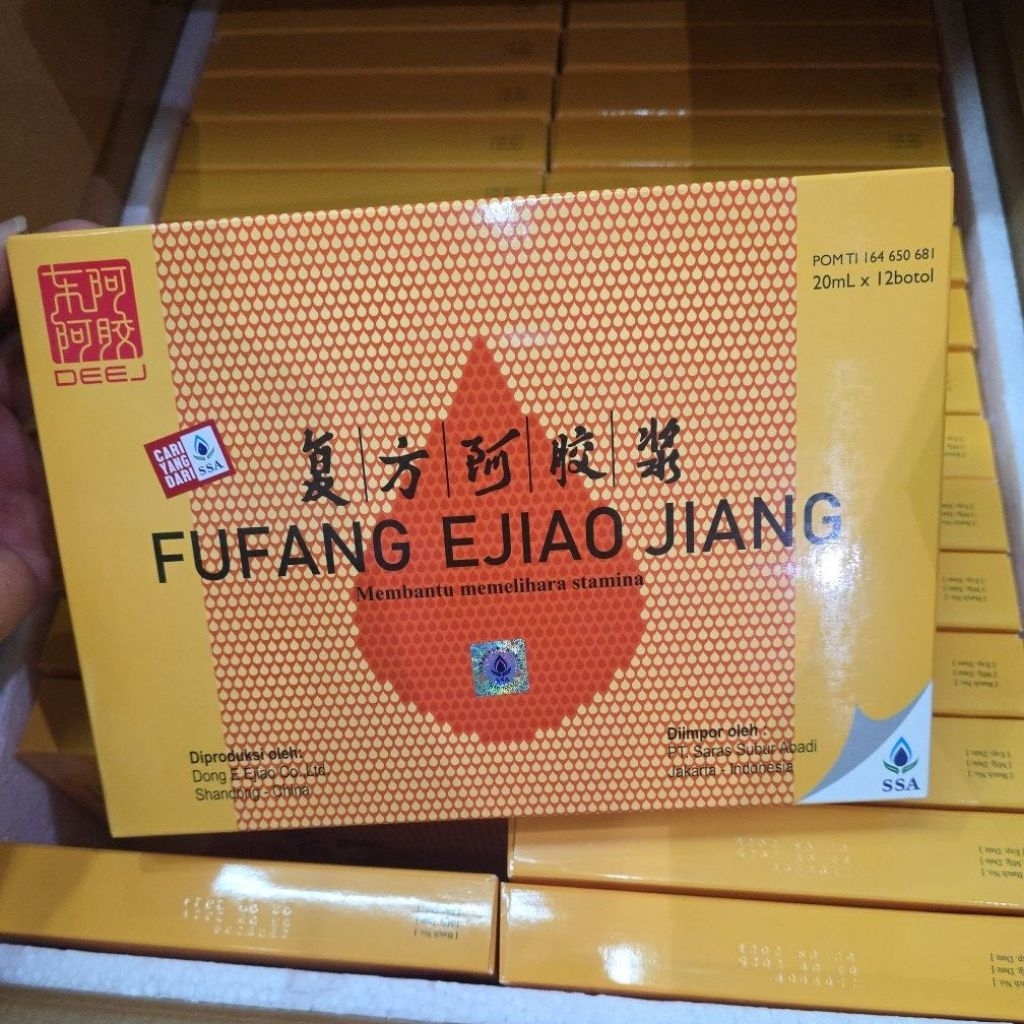 东阿
阿胶
DEEJ
POM TI 164 650 681
20mL x 12botol
CARI
YANG
DARI
SSA
复方阿胶浆
FUFANG EJIAO JIANG
Membantu memelihara stamina
Diproduksi oleh:
Dong E Ejiao Co.,Ltd.
Shandong - China
Diimpor oleh :
PT. Saras Subur Abadi
Jakarta - Indonesia
SSA